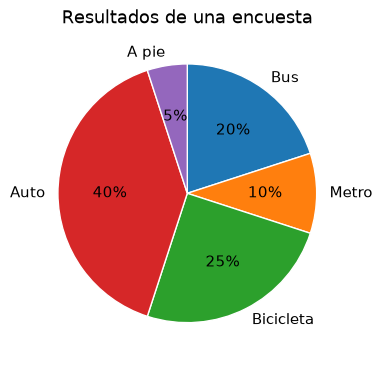 Resultados de una encuesta
A pie
Bus
5%
20%
Auto
40%
10%
Metro
25%
Bicicleta